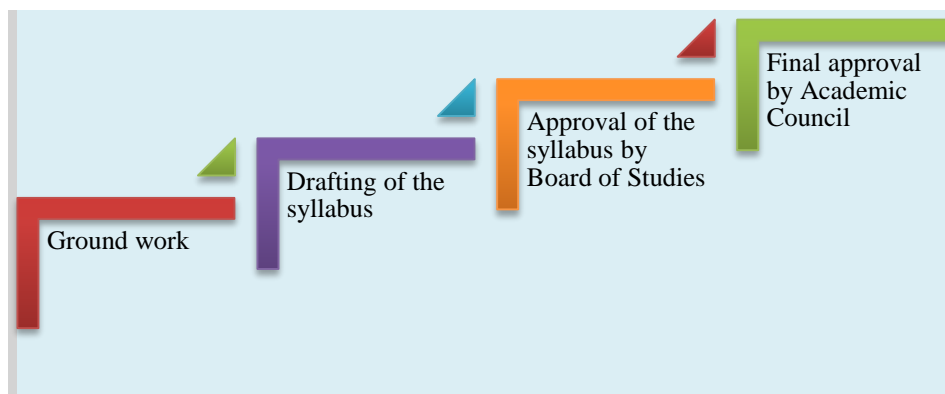 Ground work
Drafting of the
syllabus
Approval of the
syllabus by
Board of Studies
Final approval
by Academic
Council